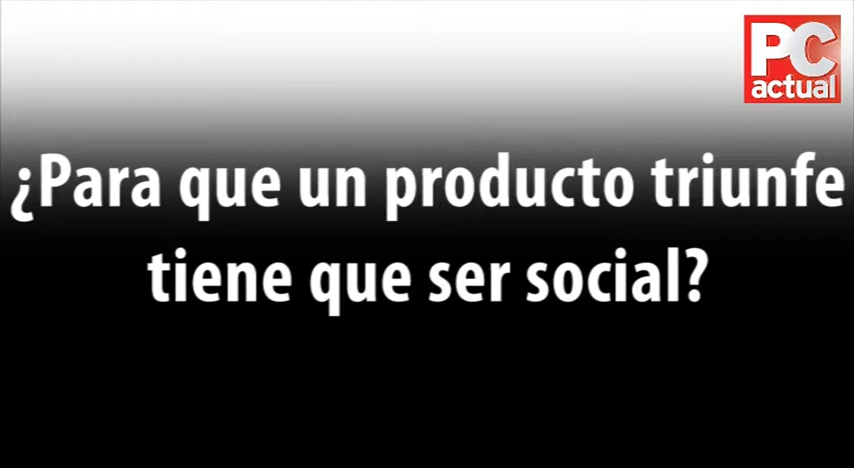 PC
actual
¿Para que un producto triunfe
tiene que ser social?